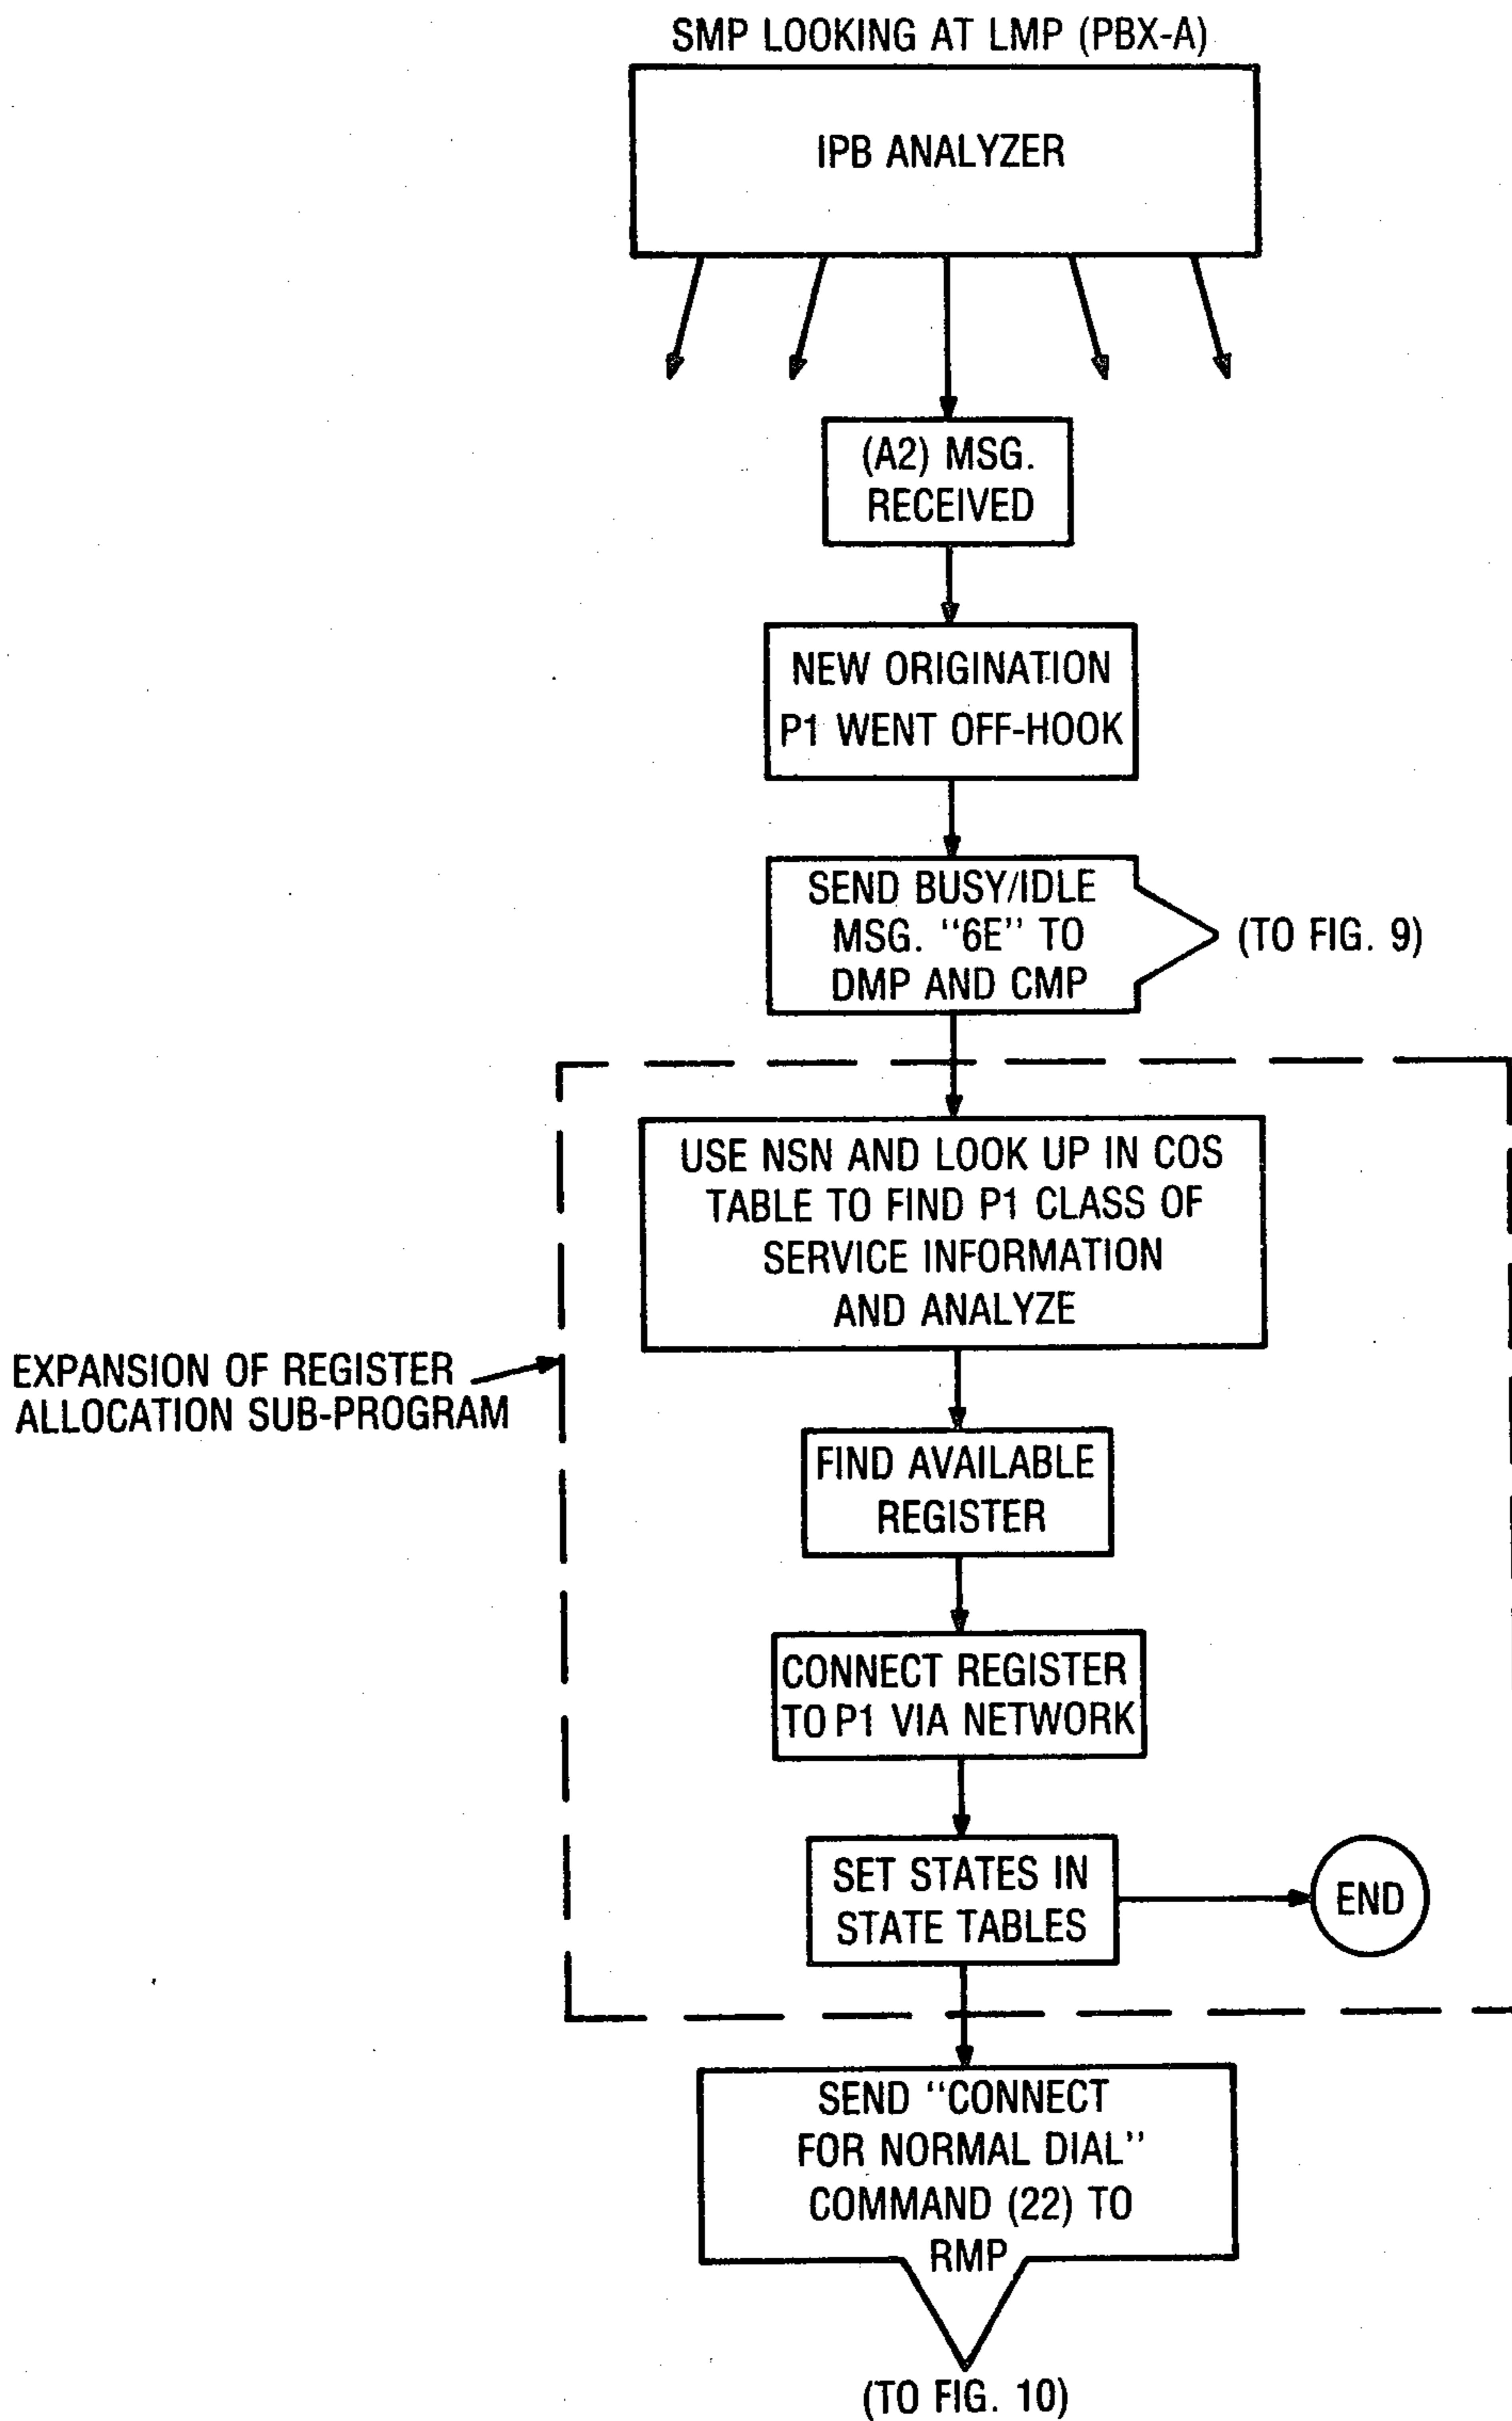 SMP LOOKING AT LMP (PBX-A)
IPB ANALYZER
(A2) MSG.
RECEIVED
NEW ORIGINATION
P1 WENT OFF-HOOK
SEND BUSY/IDLE
MSG. "6E" TO
DMP AND CMP
(TO FIG. 9)
USE NSN AND LOOK UP IN COS
TABLE TO FIND P1 CLASS OF
SERVICE INFORMATION
AND ANALYZE
EXPANSION OF REGISTER
ALLOCATION SUB-PROGRAM
FIND AVAILABLE
REGISTER
CONNECT REGISTER
TO P1 VIA NETWORK
SET STATES IN
STATE TABLES
END
SEND "CONNECT
FOR NORMAL DIAL"
COMMAND (22) TO
RMP
(TO FIG. 10)